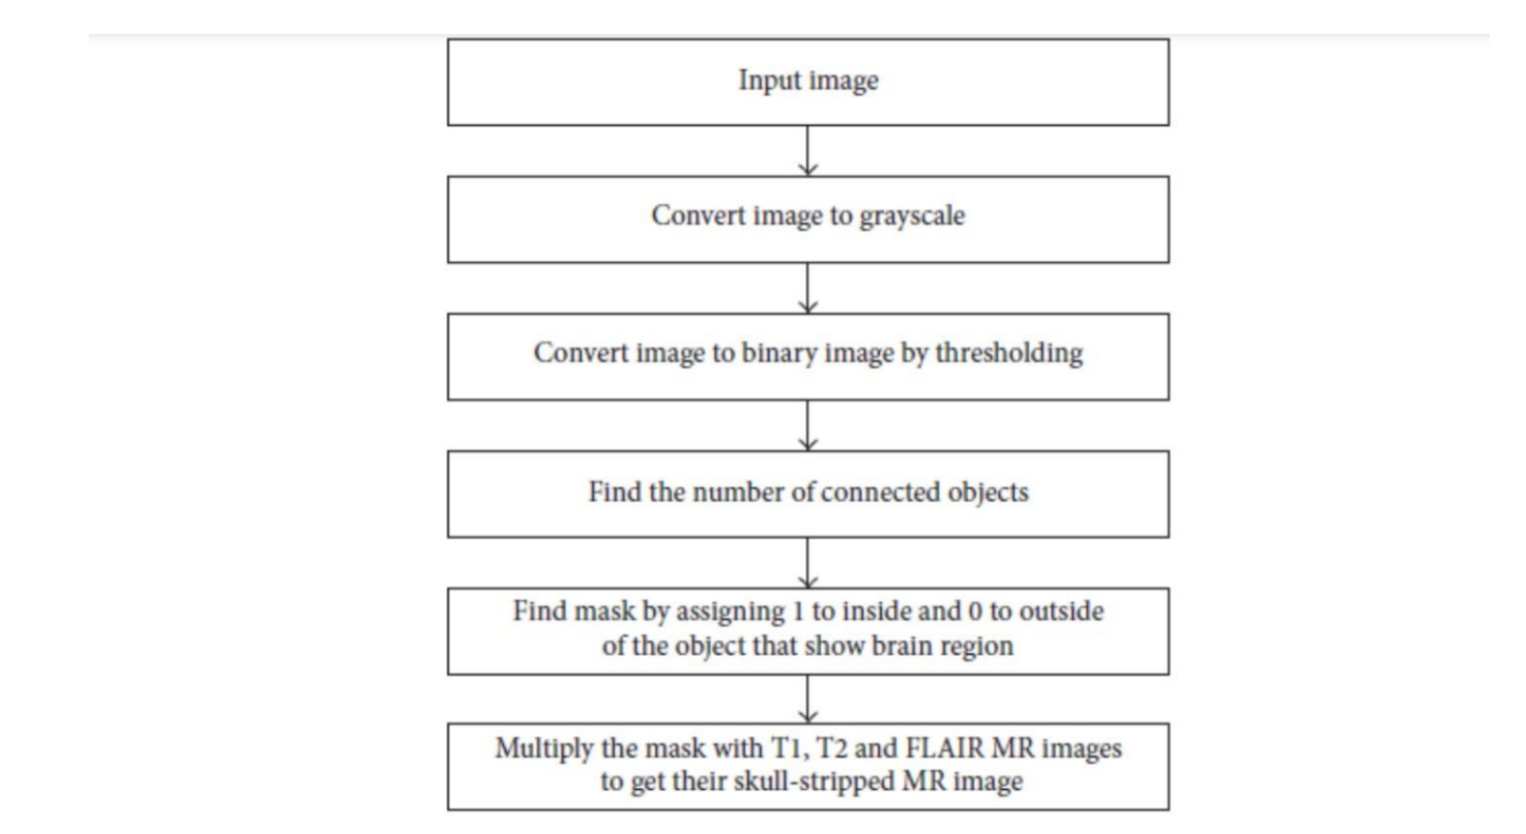 Input image
Convert image to grayscale
Convert image to binary image by thresholding
Find the number of connected objects
Find mask by assigning 1 to inside and 0 to outside
of the object that show brain region
Multiply the mask with T1, T2 and FLAIR MR images
to get their skull-stripped MR image